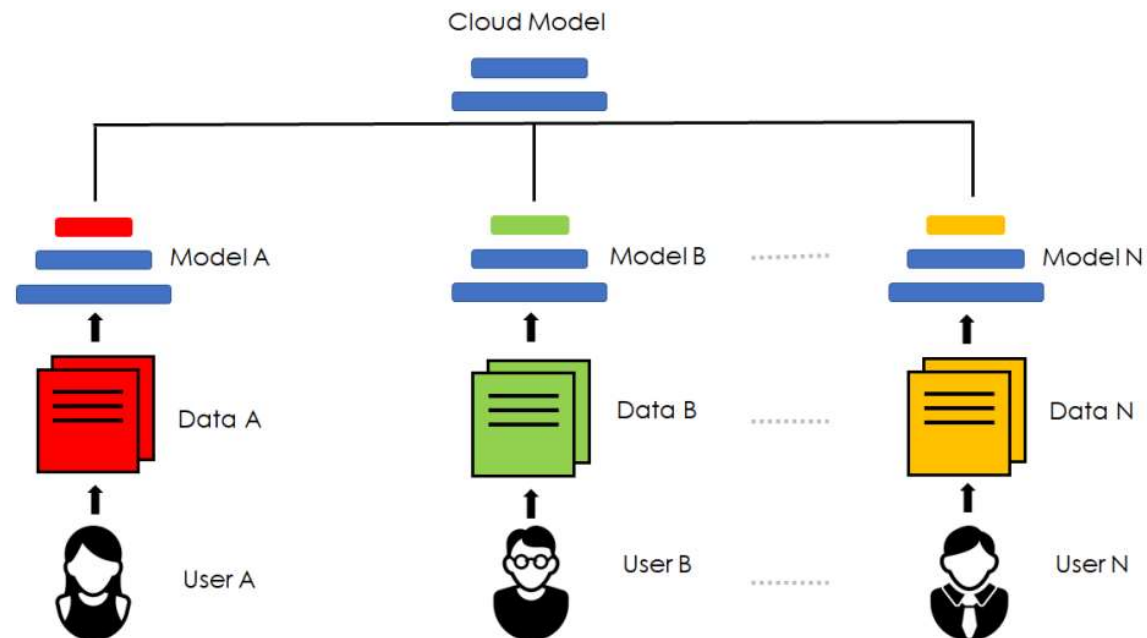 Cloud Model
Model A
Model B
Model N
Data A
Data B
Data N
User A
User B
User N